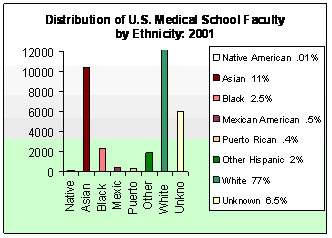 Distribution of U.S. Medical School Faculty
by Ethnicity: 2001
12000
10000
8000
6000
4000
2000
0
Native
Asian
Black
Mexic
Puerto
Other
White
Unkno
Native American .01%
Asian 11%
Black 2.5%
Mexican American .5%
Puerto Rican .4%
Other Hispanic 2%
White 77%
Unknown 6.5%